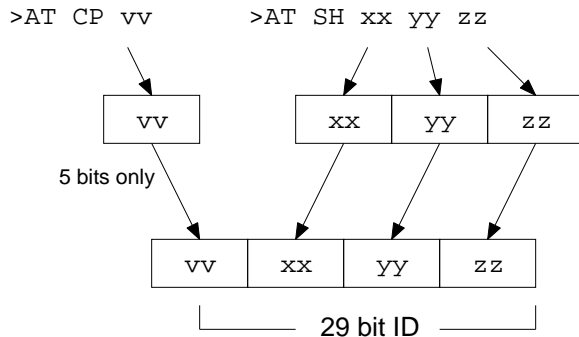 >AT CP vv >AT SH xx yy zz
vv xx yy zz
5 bits only
vv xx yy zz
29 bit ID